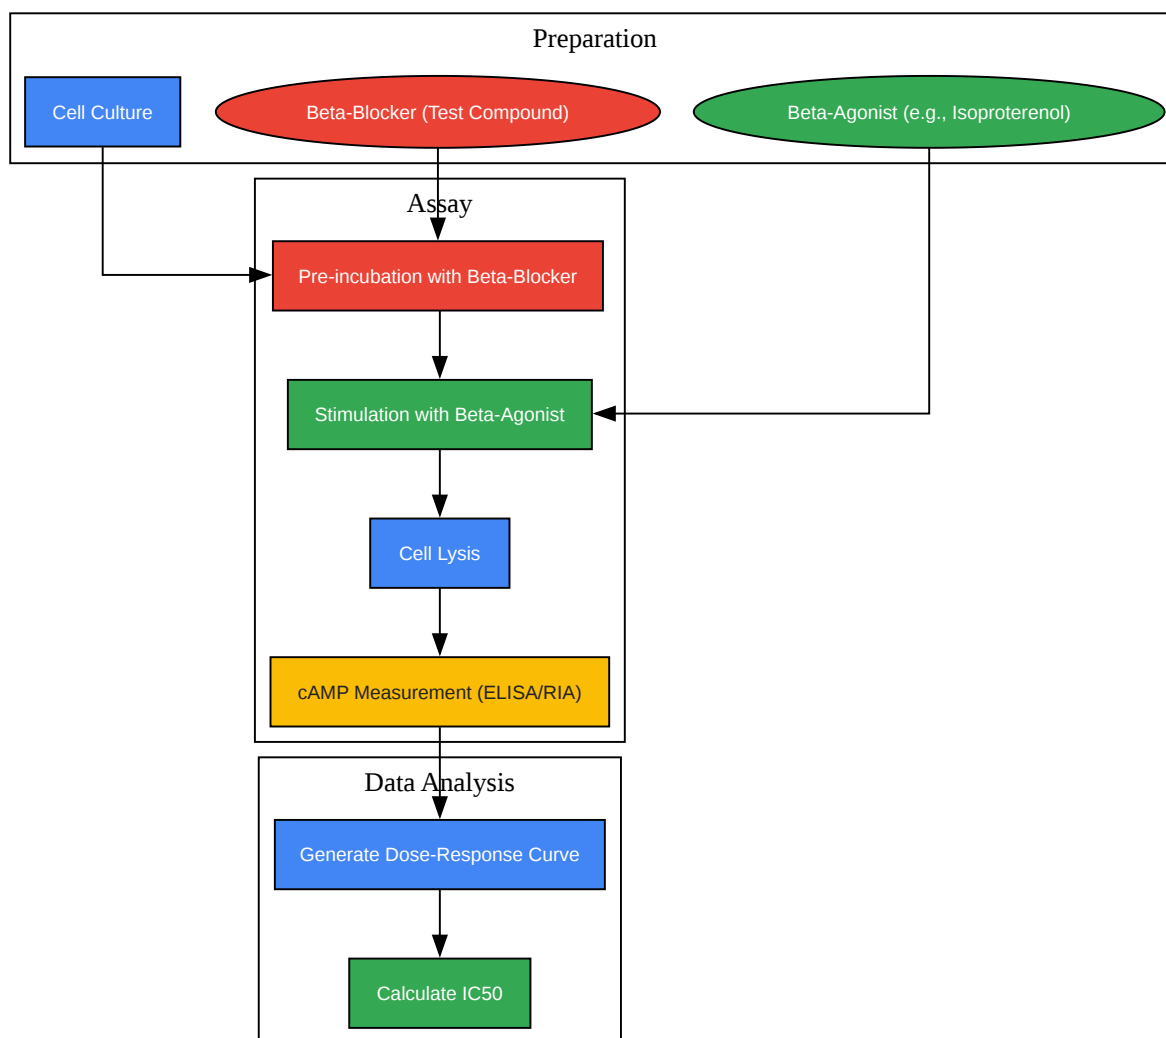 Preparation
Cell Culture
Beta-Blocker (Test Compound)
Beta-Agonist (e.g., Isoproterenol)
Assay
Pre-incubation with Beta-Blocker
Stimulation with Beta-Agonist
Cell Lysis
cAMP Measurement (ELISA/RIA)
Data Analysis
Generate Dose-Response Curve
Calculate IC50